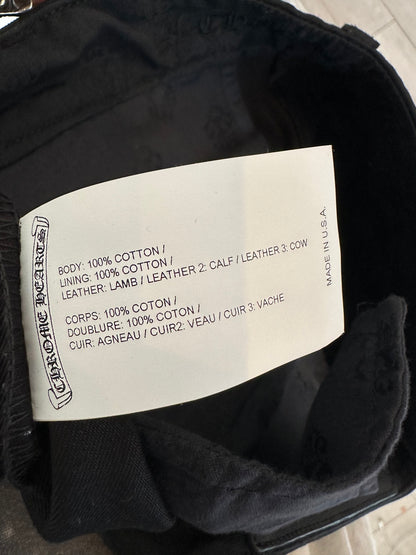 BODY: 100% COTTON /
LINING: 100% COTTON /
LEATHER: LAMB / LEATHER 2: CALF / LEATHER 3: COW
CORPS: 100% COTON /
DOUBLURE: 100% COTON /
CUIR: AGNEAU / CUIR2: VEAU / CUIR 3: VACHE
MADE IN U.S.A.
CHROME HEARTS